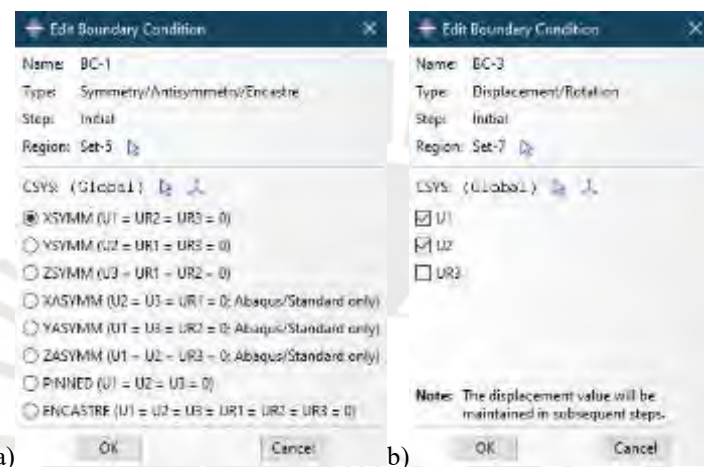 Edit Boundary Condition
Name: BC-1
Type: Symmetry/Antisymmetry/Encastre
Step: Initial
Region: Set-5
CSYS: (Global)
XSYMM (U1 = UR2 = UR3 = 0)
YSYMM (U2 = UR1 = UR3 = 0)
ZSYMM (U3 = UR1 = UR2 = 0)
XASYMM (U2 = U3 = UR1 = 0; Abaqus/Standard only)
YASYMM (U1 = U3 = UR2 = 0; Abaqus/Standard only)
ZASYMM (U1 = U2 = UR3 = 0; Abaqus/Standard only)
PINNED (U1 = U2 = U3 = 0)
ENCASTRE (U1 = U2 = U3 = UR1 = UR2 = UR3 = 0)
OK Cancel
a)
Edit Boundary Condition
Name: BC-3
Type: Displacement/Rotation
Step: Initial
Region: Set-7
CSYS: (Global)
U1
U2
UR3
Note: The displacement value will be
maintained in subsequent steps.
OK Cancel
b)